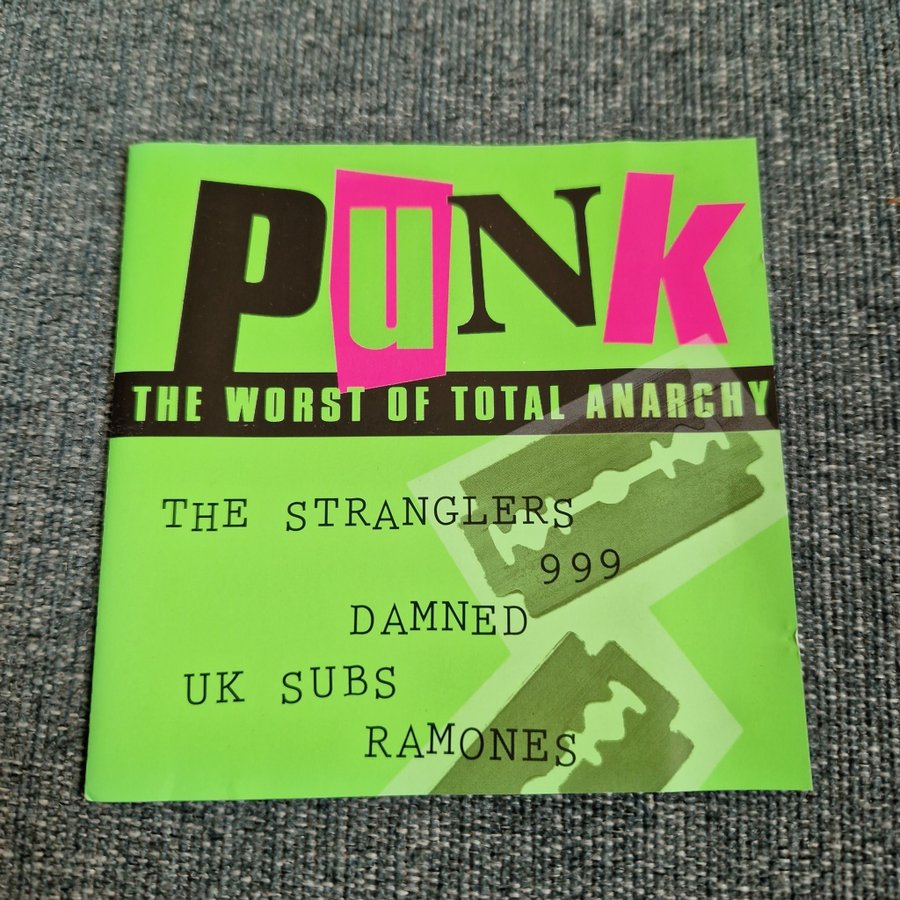 PuNk
THE WORST OF TOTAL ANARCHY
THE STRANGLERS
999
DAMNED
UK SUBS
RAMONES